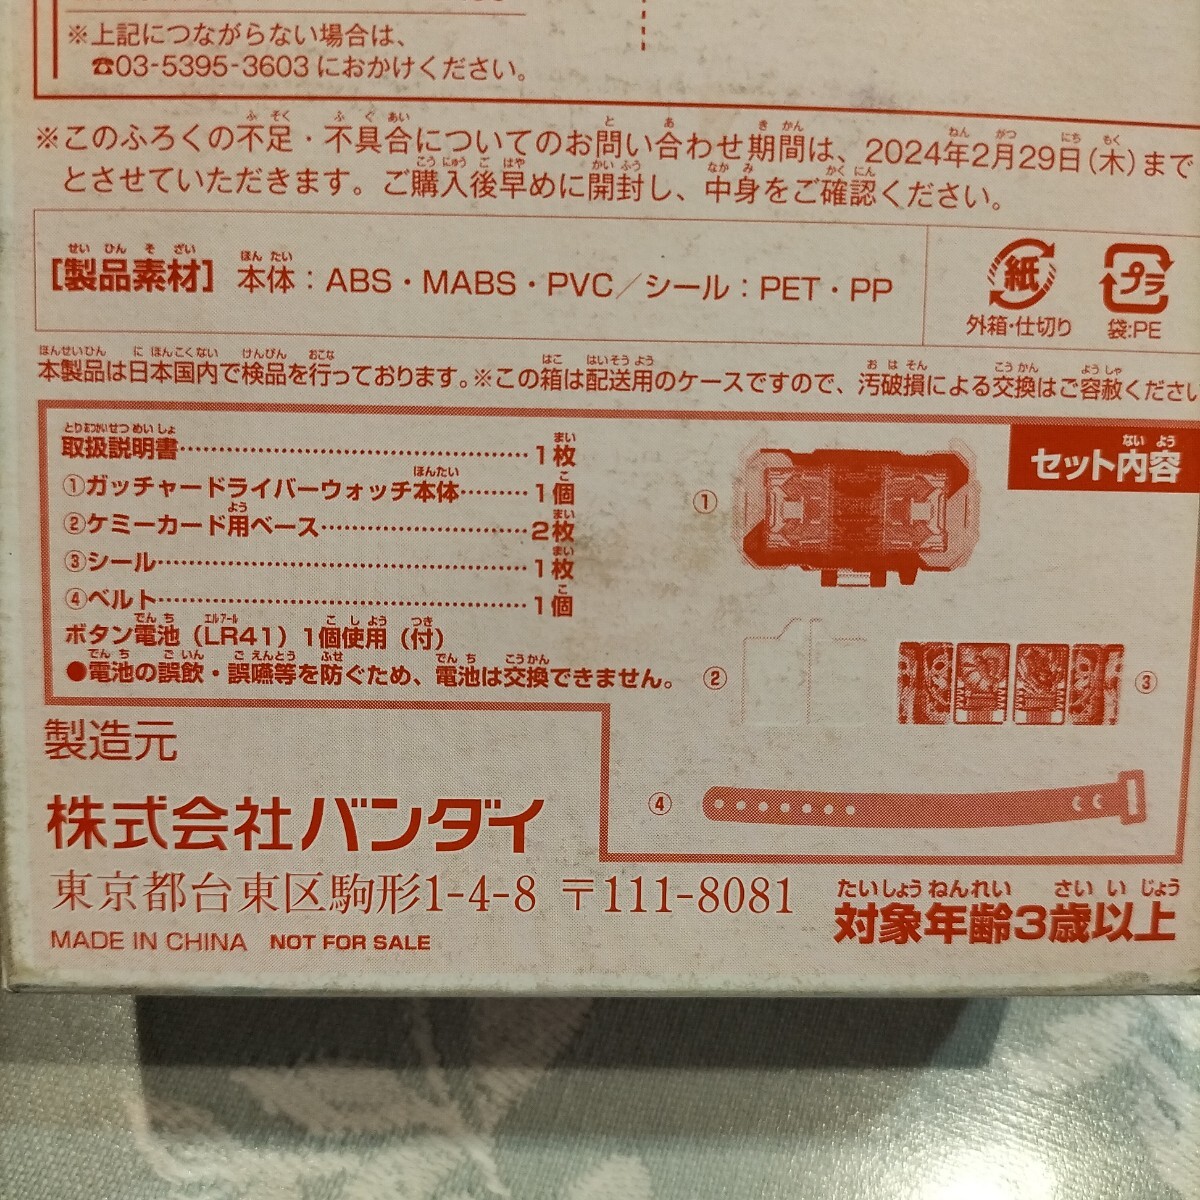 ※上記につながらない場合は、
☎03-5395-3603 におかけください。
※このふろくの不足・不具合についてのお問い合わせ期間は、2024年2月29日(木)まで
とさせていただきます。ご購入後早めに開封し、中身をご確認ください。
[製品素材] 本体：ABS・MABS・PVC／シール：PET・PP
紙
外箱・仕切り
プラ
袋:PE
本製品は日本国内で検品を行っております。※この箱は配送用のケースですので、汚破損による交換はご容赦ください
セット内容
取扱説明書……………………………1枚
①ガッチャードライバーウォッチ本体………1個
②ケミーカード用ベース…………………2枚
③シール………………………………1枚
④ベルト………………………………1個
ボタン電池（LR41）1個使用（付）
●電池の誤飲・誤嚥等を防ぐため、電池は交換できません。
①
②
③
④
製造元
株式会社バンダイ
東京都台東区駒形1-4-8 〒111-8081
MADE IN CHINA NOT FOR SALE
対象年齢3歳以上